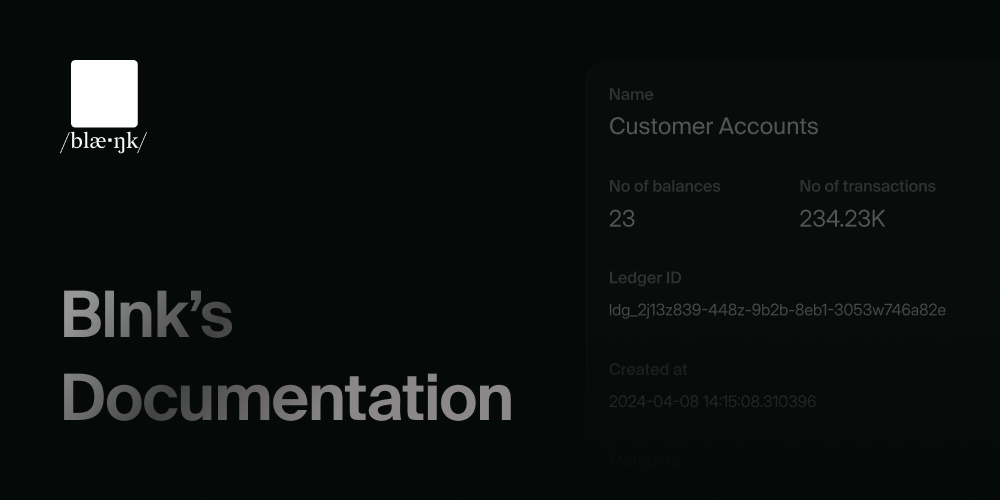 /blæ•ŋk/
Blnk’s
Documentation
Name
Customer Accounts
No of balances
No of transactions
23
234.23K
Ledger ID
ldg_2j13z839-448z-9b2b-8eb1-3053w746a82e
Created at
2024-04-08 14:15:08.310396